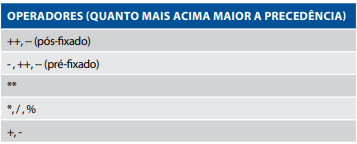 OPERADORES (QUANTO MAIS ACIMA MAIOR A PRECEDÊNCIA)
++, -- (pós-fixado)
- , ++, -- (pré-fixado)
**
*, / , %
+, -